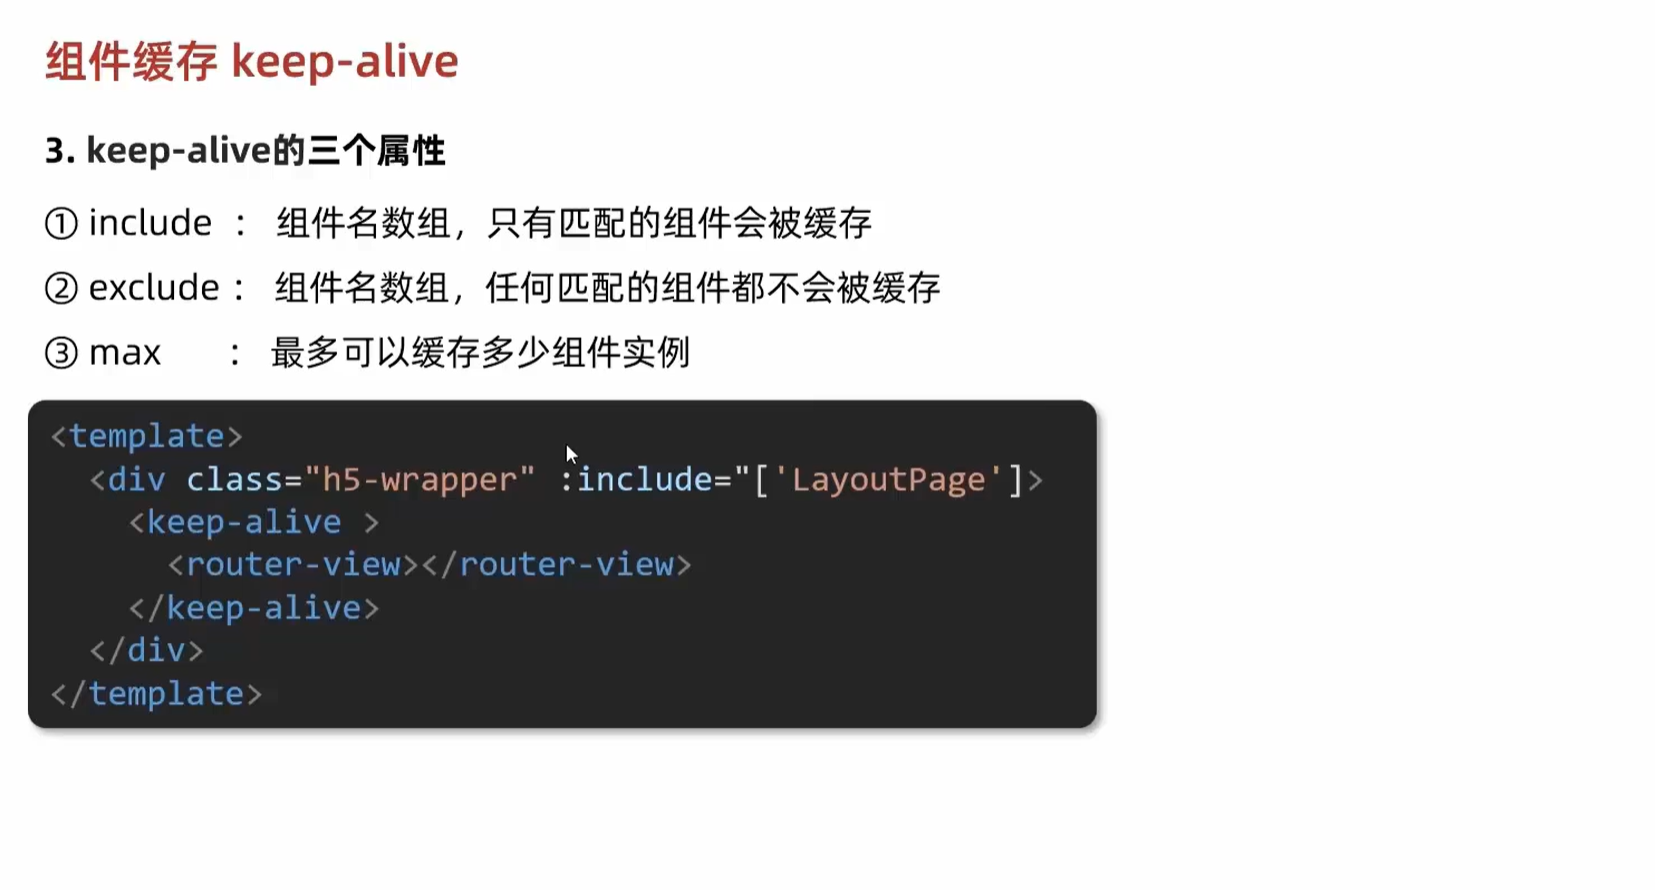 组件缓存 keep-alive
3. keep-alive的三个属性
① include ： 组件名数组，只有匹配的组件会被缓存
② exclude ： 组件名数组，任何匹配的组件都不会被缓存
③ max ： 最多可以缓存多少组件实例
<template>
  <div class="h5-wrapper" :include="['LayoutPage']>
    <keep-alive >
      <router-view></router-view>
    </keep-alive>
  </div>
</template>